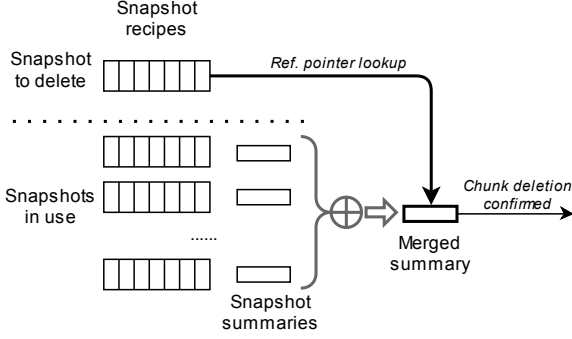 Snapshot
recipes
Snapshot
to delete
Ref. pointer lookup
Snapshots
in use
......
Chunk deletion
confirmed
Merged
summary
Snapshot
summaries